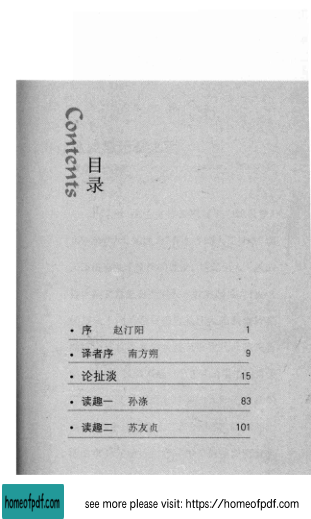 Contents
目录
• 序 赵汀阳 1
• 译者序 南方朔 9
• 论扯淡 15
• 读趣一 孙涤 83
• 读趣二 苏友贞 101
homeofpdf.com
see more please visit: https://homeofpdf.com